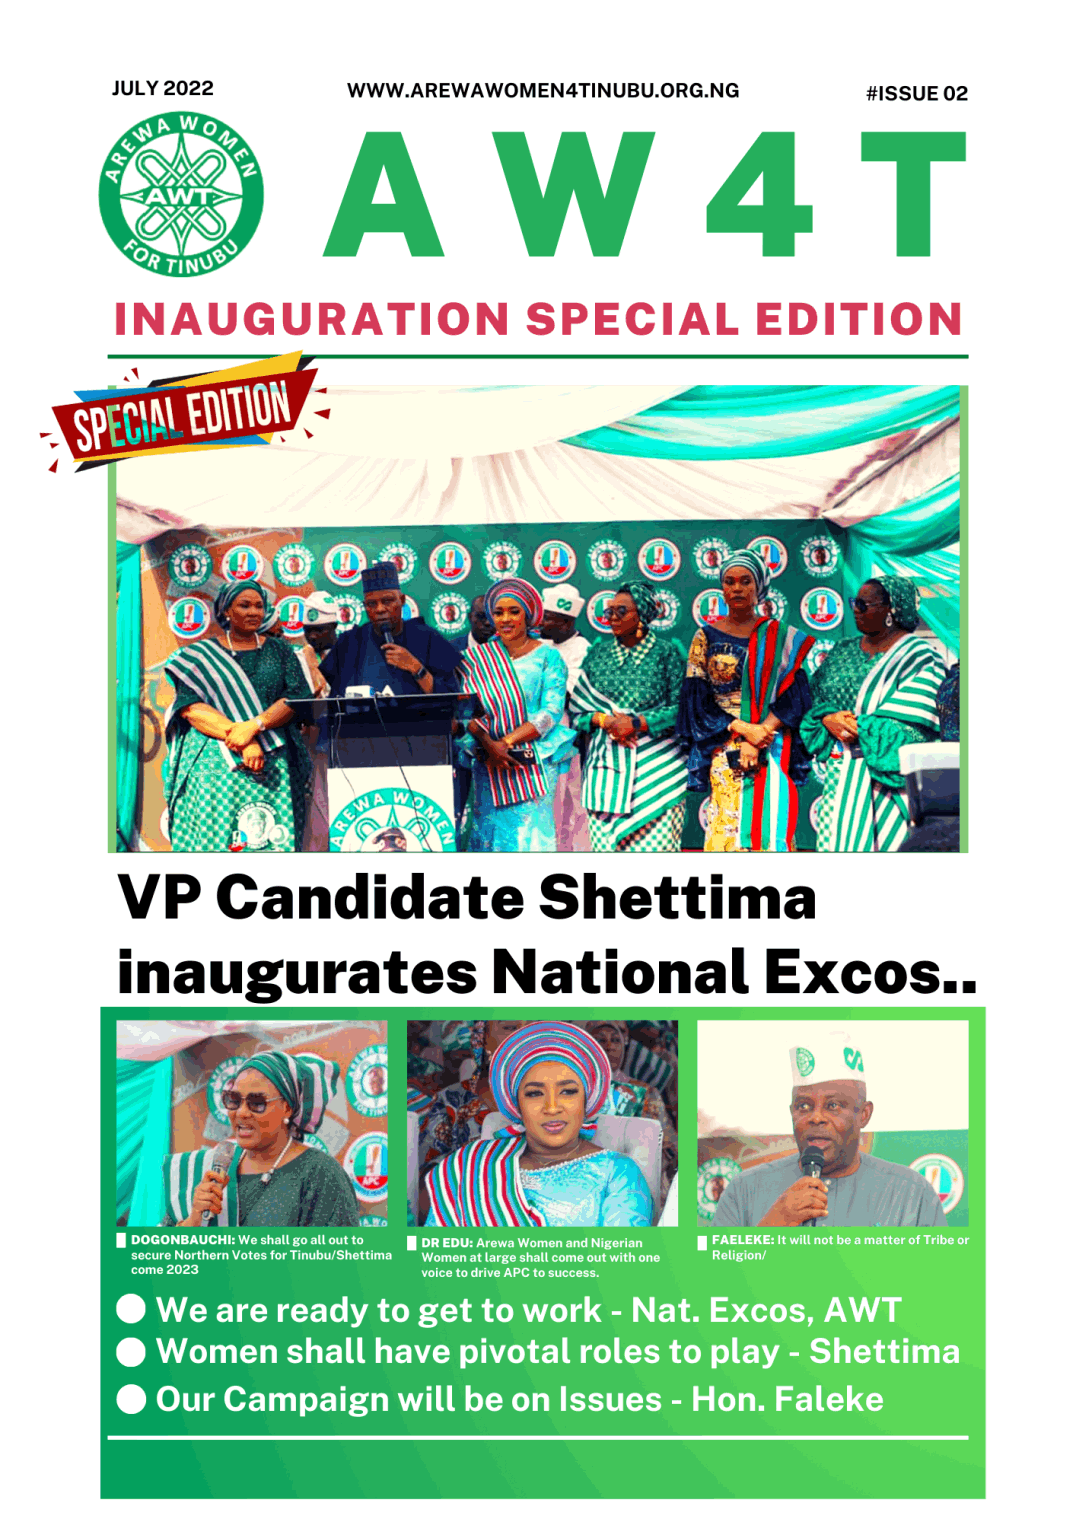 JULY 2022
WWW.AREWAWOMEN4TINUBU.ORG.NG
#ISSUE 02
AREWA WOMEN
AWT
FOR TINUBU
AW4T
INAUGURATION SPECIAL EDITION
SPECIAL EDITION
APC
AREWA WOMEN
VP Candidate Shettima
inaugurates National Excos..
APC
DOGONBAUCHI: We shall go all out to
secure Northern Votes for Tinubu/Shettima
come 2023
DR EDU: Arewa Women and Nigerian
Women at large shall come out with one
voice to drive APC to success.
FAELEKE: It will not be a matter of Tribe or
Religion/
We are ready to get to work - Nat. Excos, AWT
Women shall have pivotal roles to play - Shettima
Our Campaign will be on Issues - Hon. Faleke